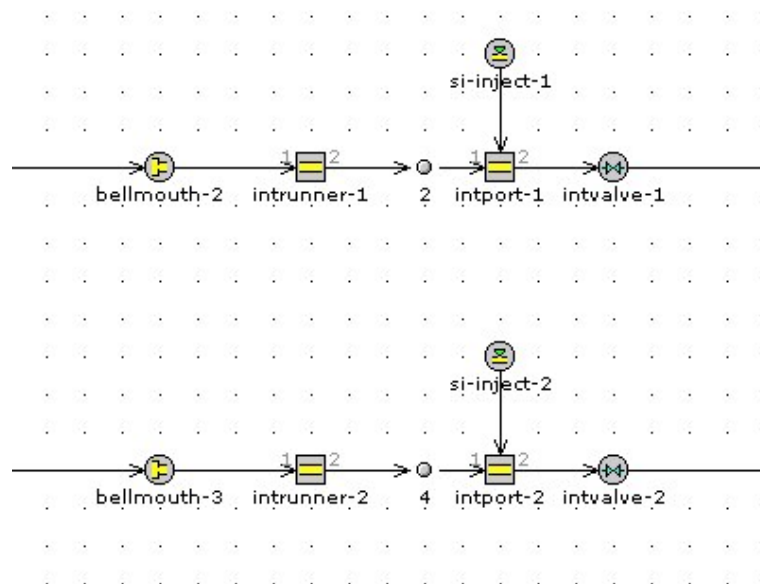 si-inject-1
1 2 1 2
bellmouth-2 intrunner-1 2 intport-1 intvalve-1
si-inject-2
1 2 1 2
bellmouth-3 intrunner-2 4 intport-2 intvalve-2